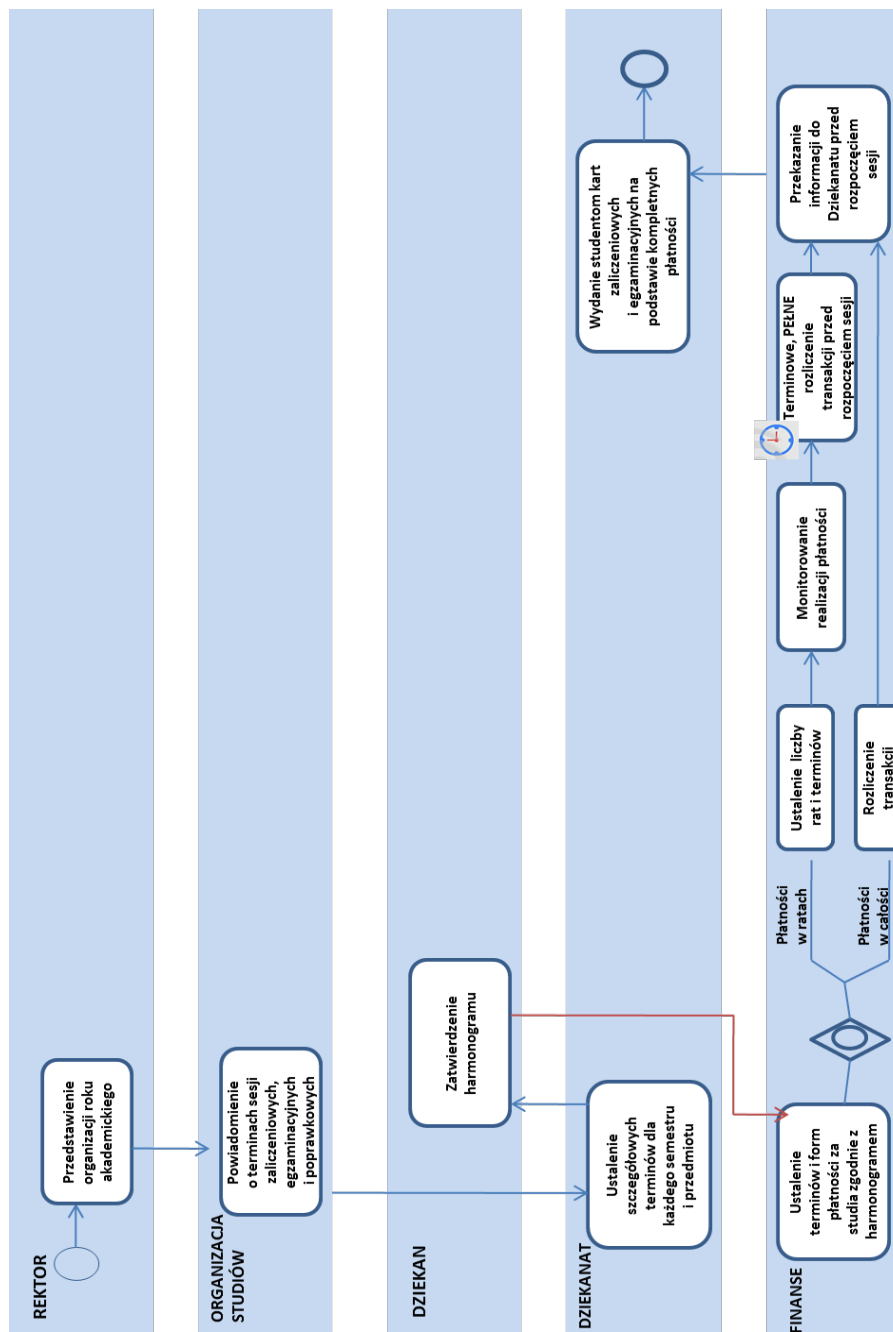 REKTOR
Przedstawienie
organizacji roku
akademickiego
ORGANIZACJA
STUDIÓW
Powiadomienie
o terminach sesji
zaliczeniowych,
egzaminacyjnych
i poprawkowych
DZIEKAN
Zatwierdzenie
harmonogramu
DZIEKANAT
Ustalenie
szczegółowych
terminów dla
każdego semestru
i przedmiotu
Wydanie studentom kart
zaliczeniowych
i egzaminacyjnych na
podstawie kompletnych
płatności
FINANSE
Ustalenie
terminów i form
płatności za
studia zgodnie z
harmonogramem
Płatności
w ratach
Płatności
w całości
Ustalenie liczby
rat i terminów
Rozliczenie
transakcji
Monitorowanie
realizacji płatności
Terminowe, PEŁNE
rozliczenie
transakcji przed
rozpoczęciem sesji
Przekazanie
informacji do
Dziekanatu przed
rozpoczęciem
sesji